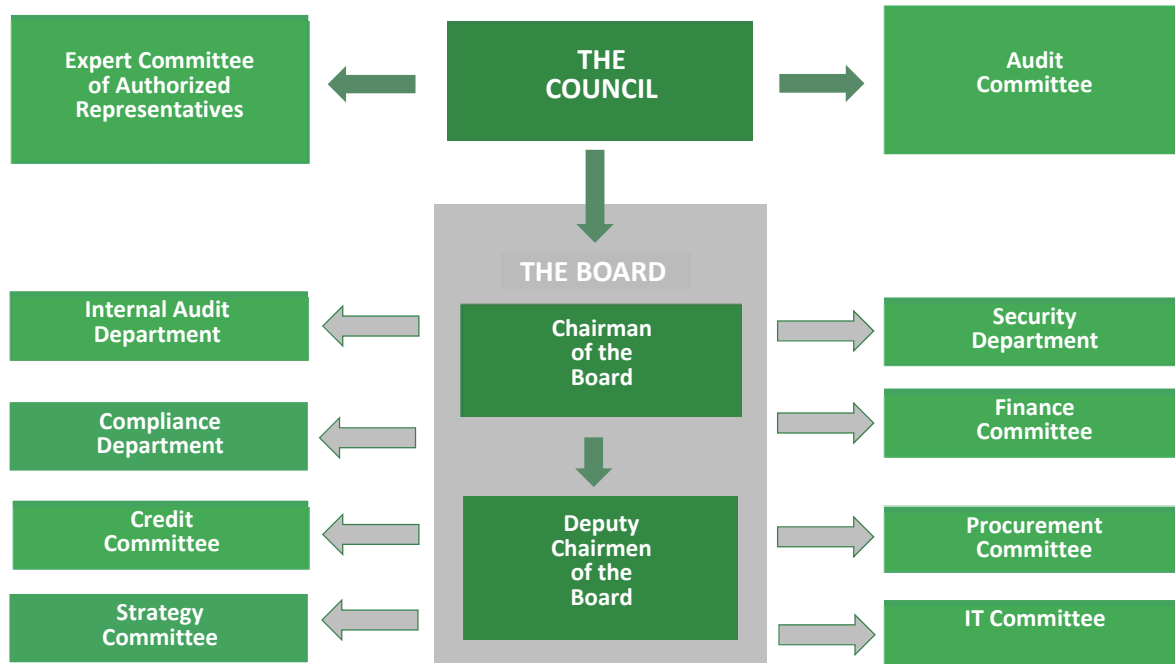 Expert Committee
of Authorized
Representatives
THE
COUNCIL
Audit
Committee
THE BOARD
Internal Audit
Department
Chairman
of the
Board
Security
Department
Compliance
Department
Finance
Committee
Credit
Committee
Deputy
Chairmen
of the
Board
Procurement
Committee
Strategy
Committee
IT Committee